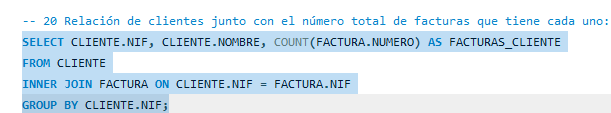 -- 20 Relación de clientes junto con el número total de facturas que tiene cada uno:
SELECT CLIENTE.NIF, CLIENTE.NOMBRE, COUNT(FACTURA.NUMERO) AS FACTURAS_CLIENTE
FROM CLIENTE
INNER JOIN FACTURA ON CLIENTE.NIF = FACTURA.NIF
GROUP BY CLIENTE.NIF;